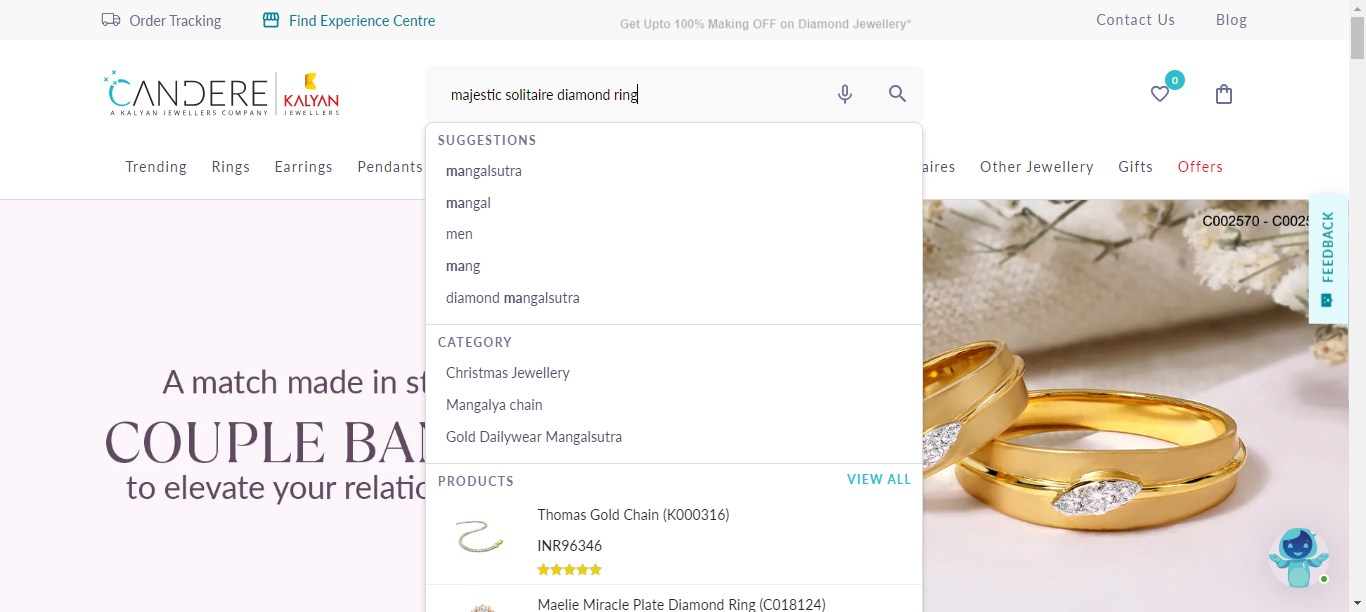 Order Tracking
Find Experience Centre
Get Upto 100% Making OFF on Diamond Jewellery*
Contact Us
Blog
CANDERE
A KALYAN JEWELLERS COMPANY
KALYAN
JEWELLERS
majestic solitaire diamond ring
0
Trending
Rings
Earrings
Pendants
aires
Other Jewellery
Gifts
Offers
SUGGESTIONS
mangalsutra
mangal
men
mang
diamond mangalsutra
CATEGORY
Christmas Jewellery
Mangalya chain
Gold Dailywear Mangalsutra
PRODUCTS
VIEW ALL
Thomas Gold Chain (K000316)
INR96346
Maelie Miracle Plate Diamond Ring (C018124)
A match made in st
COUPLE BAN
to elevate your relatio
C002570 - C0025
FEEDBACK